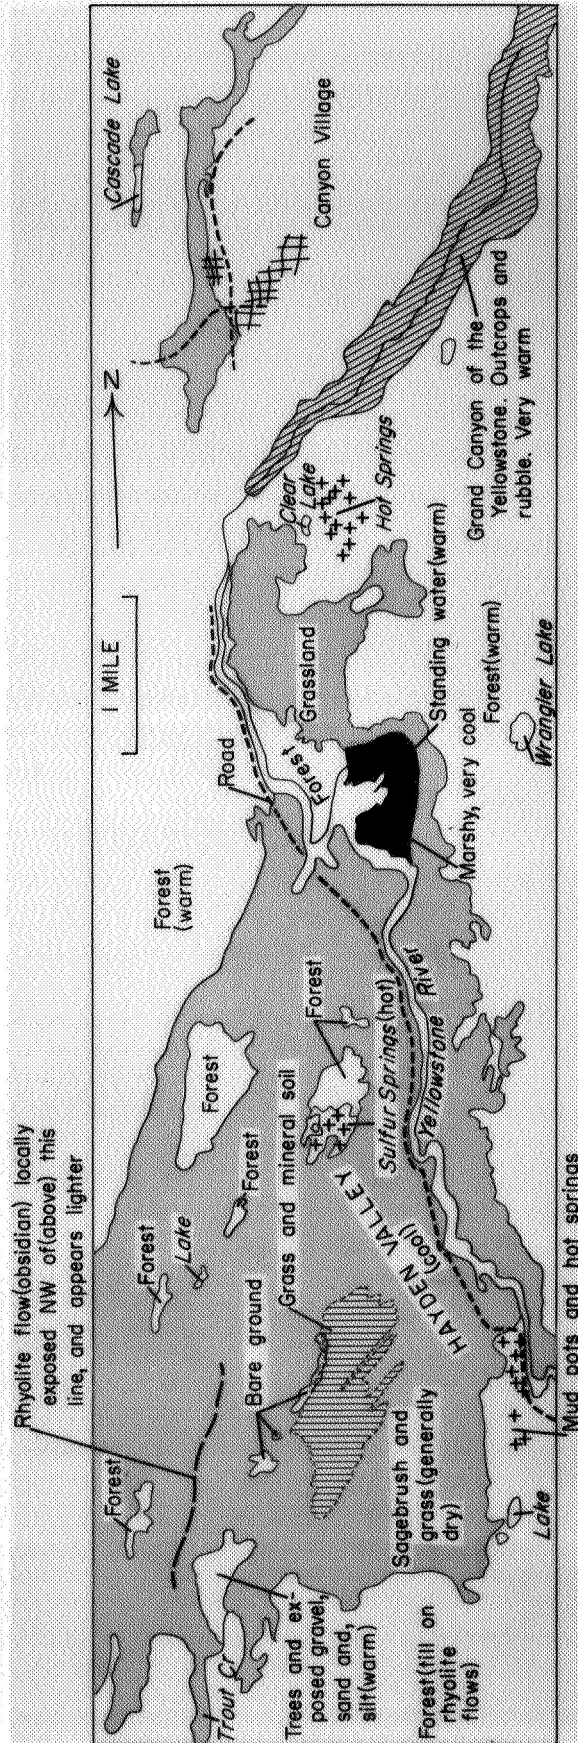 Rhyolite flow(obsidian) locally
exposed NW of(above) this
line, and appears lighter
Forest
Forest
Lake
Forest
Forest
Forest
(warm)
Trout Cr
Trees and ex-
posed gravel,
sand and,
silt(warm)
Forest(till on
rhyolite
flows)
Bare ground
Grass and mineral soil
Sagebrush and
grass(generally
dry)
Lake
Mud pots and hot springs
HAYDEN VALLEY
(cool)
Sulfur Springs(hot)
Forest
Yellowstone
River
Road
Forest
Grassland
Marshy, very cool
Standing water(warm)
Forest(warm)
Wrangler Lake
1 MILE
N
Clear
Lake
Hot Springs
Grand Canyon of the
Yellowstone. Outcrops and
rubble. Very warm
Cascade Lake
Canyon Village